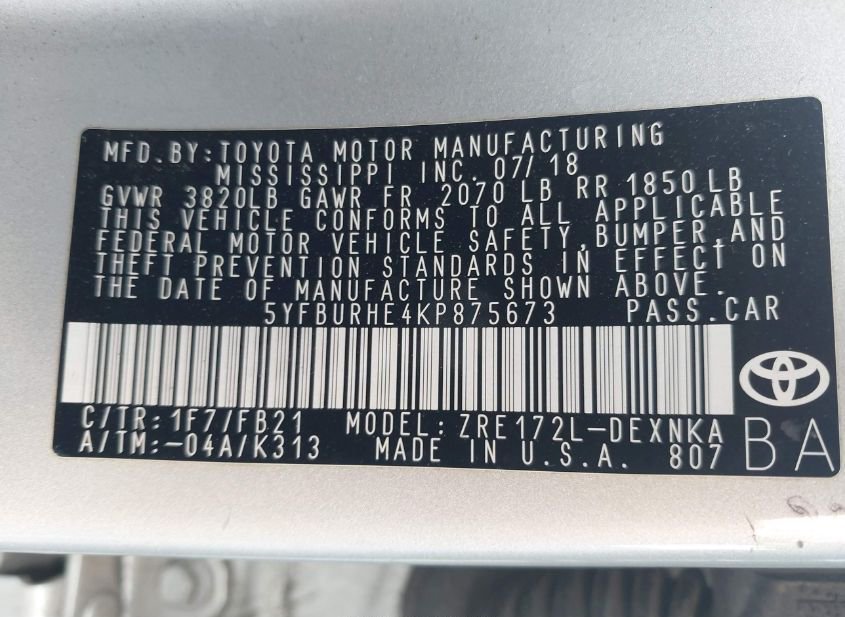 MFD.BY:TOYOTA MOTOR MANUFACTURING
MISSISSIPPI INC. 07/18
GVWR 3820LB GAWR FR 2070 LB RR 1850 LB
THIS VEHICLE CONFORMS TO ALL APPLICABLE
FEDERAL MOTOR VEHICLE SAFETY,BUMPER,AND
THEFT PREVENTION STANDARDS IN EFFECT ON
THE DATE OF MANUFACTURE SHOWN ABOVE.
5YFBURHE4KP875673 PASS.CAR
C/TR:1F7/FB21 MODEL:ZRE172L-DEXNKA
A/TM:-04A/K313 MADE IN U.S.A. 807
BA